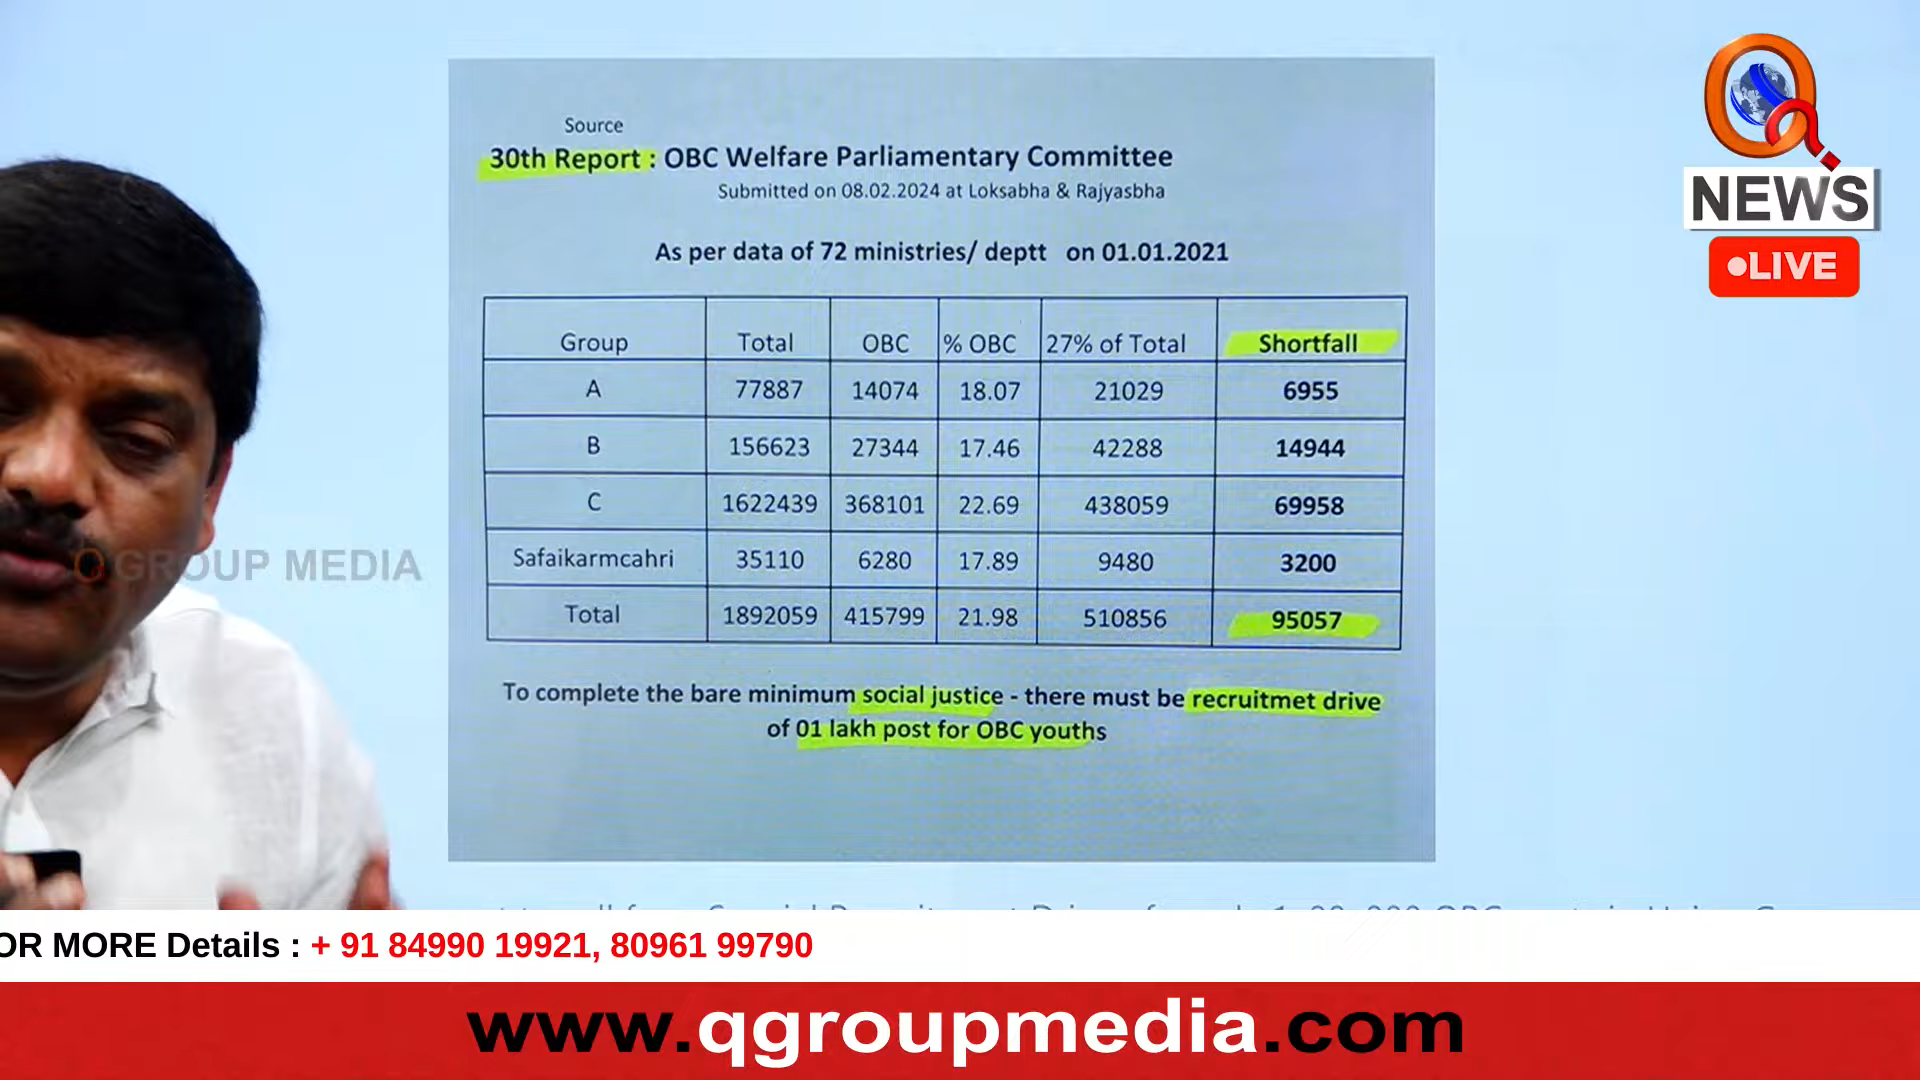 Source
30th Report : OBC Welfare Parliamentary Committee
Submitted on 08.02.2024 at Loksabha & Rajyasbha
As per data of 72 ministries/ deptt on 01.01.2021
Group Total OBC % OBC 27% of Total Shortfall
A 77887 14074 18.07 21029 6955
B 156623 27344 17.46 42288 14944
C 1622439 368101 22.69 438059 69958
Safaikarmcahri 35110 6280 17.89 9480 3200
Total 1892059 415799 21.98 510856 95057
To complete the bare minimum social justice - there must be recruitmet drive
of 01 lakh post for OBC youths
Q NEWS
LIVE
Q GROUP MEDIA
OR MORE Details : + 91 84990 19921, 80961 99790
www.qgroupmedia.com